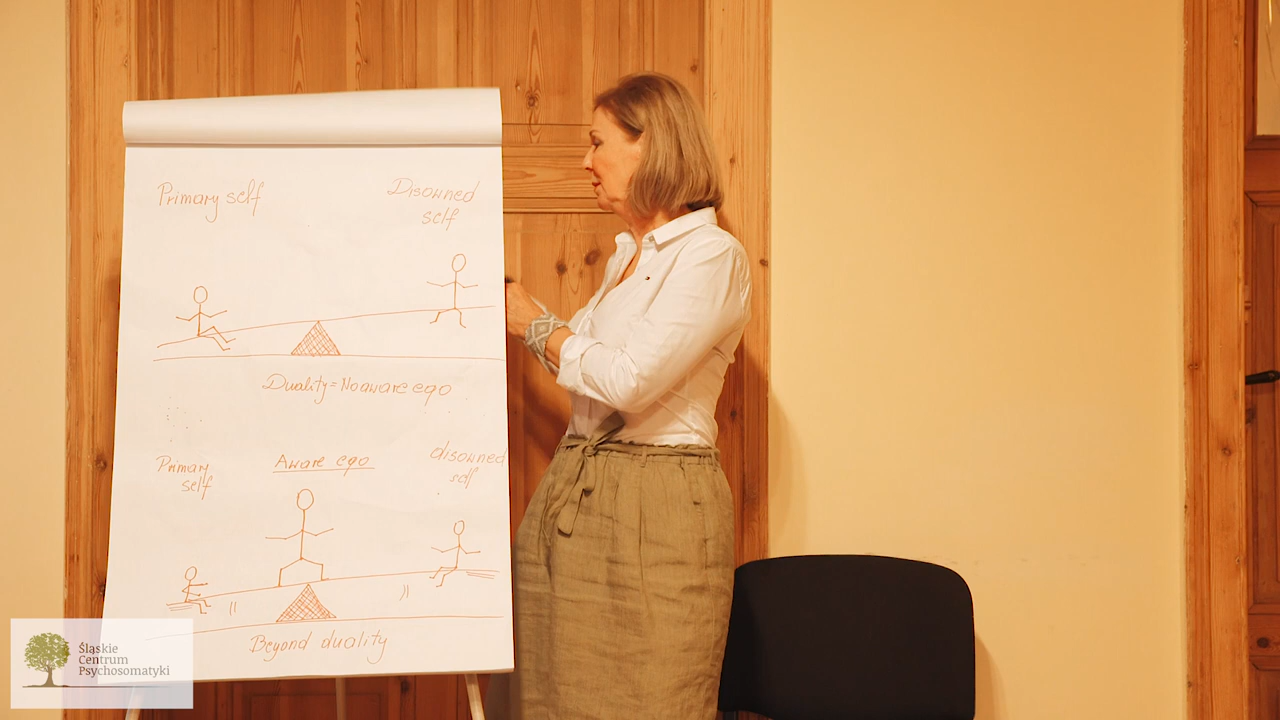 Primary self
Disowned
self
Duality = No aware ego
Primary
self
Aware ego
disowned
self
Beyond duality
Śląskie
Centrum
Psychosomatyki